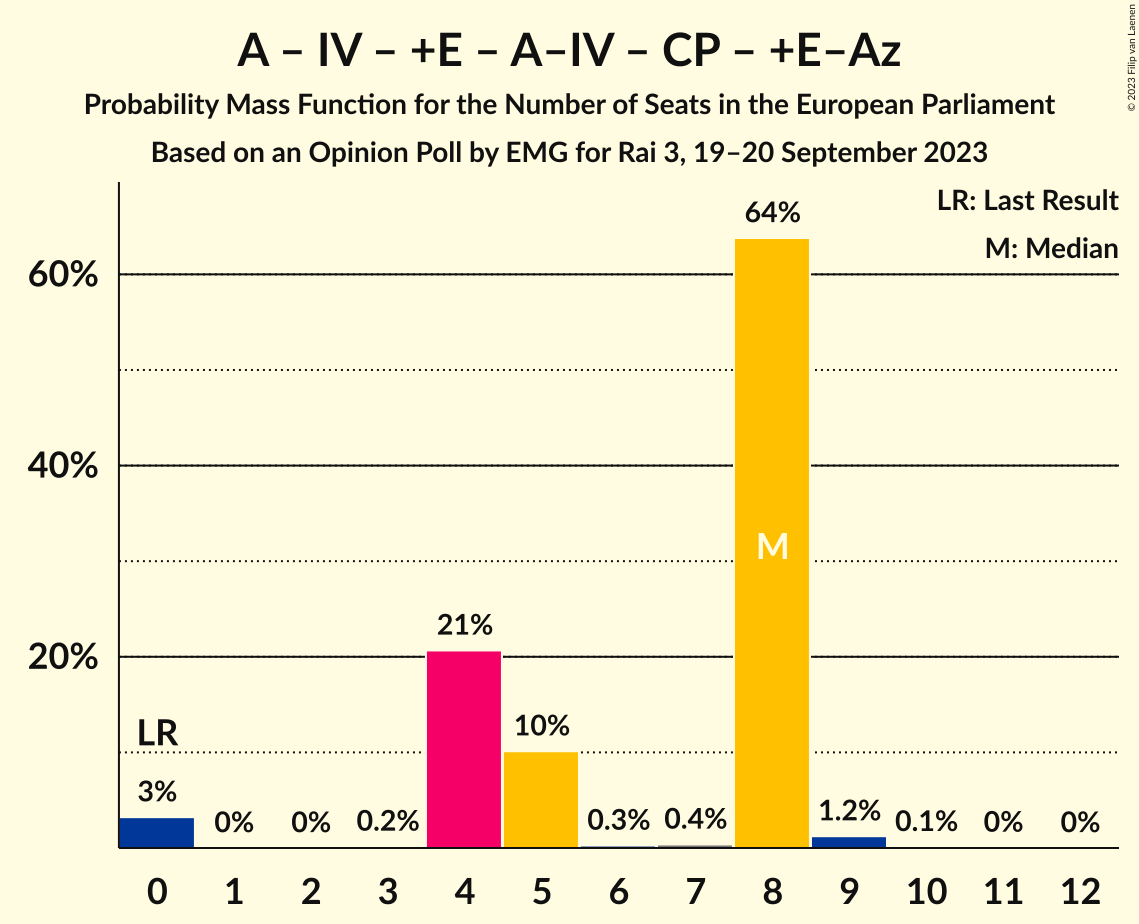 A – IV – +E – A–IV – CP – +E–Az
Probability Mass Function for the Number of Seats in the European Parliament
Based on an Opinion Poll by EMG for Rai 3, 19–20 September 2023
© 2023 Filip van Laenen
LR: Last Result
M: Median
64%
60%
40%
M
21%
20%
LR
10%
3%
0%
0%
0.2%
0.3%
0.4%
1.2%
0.1%
0%
0%
0 1 2 3 4 5 6 7 8 9 10 11 12